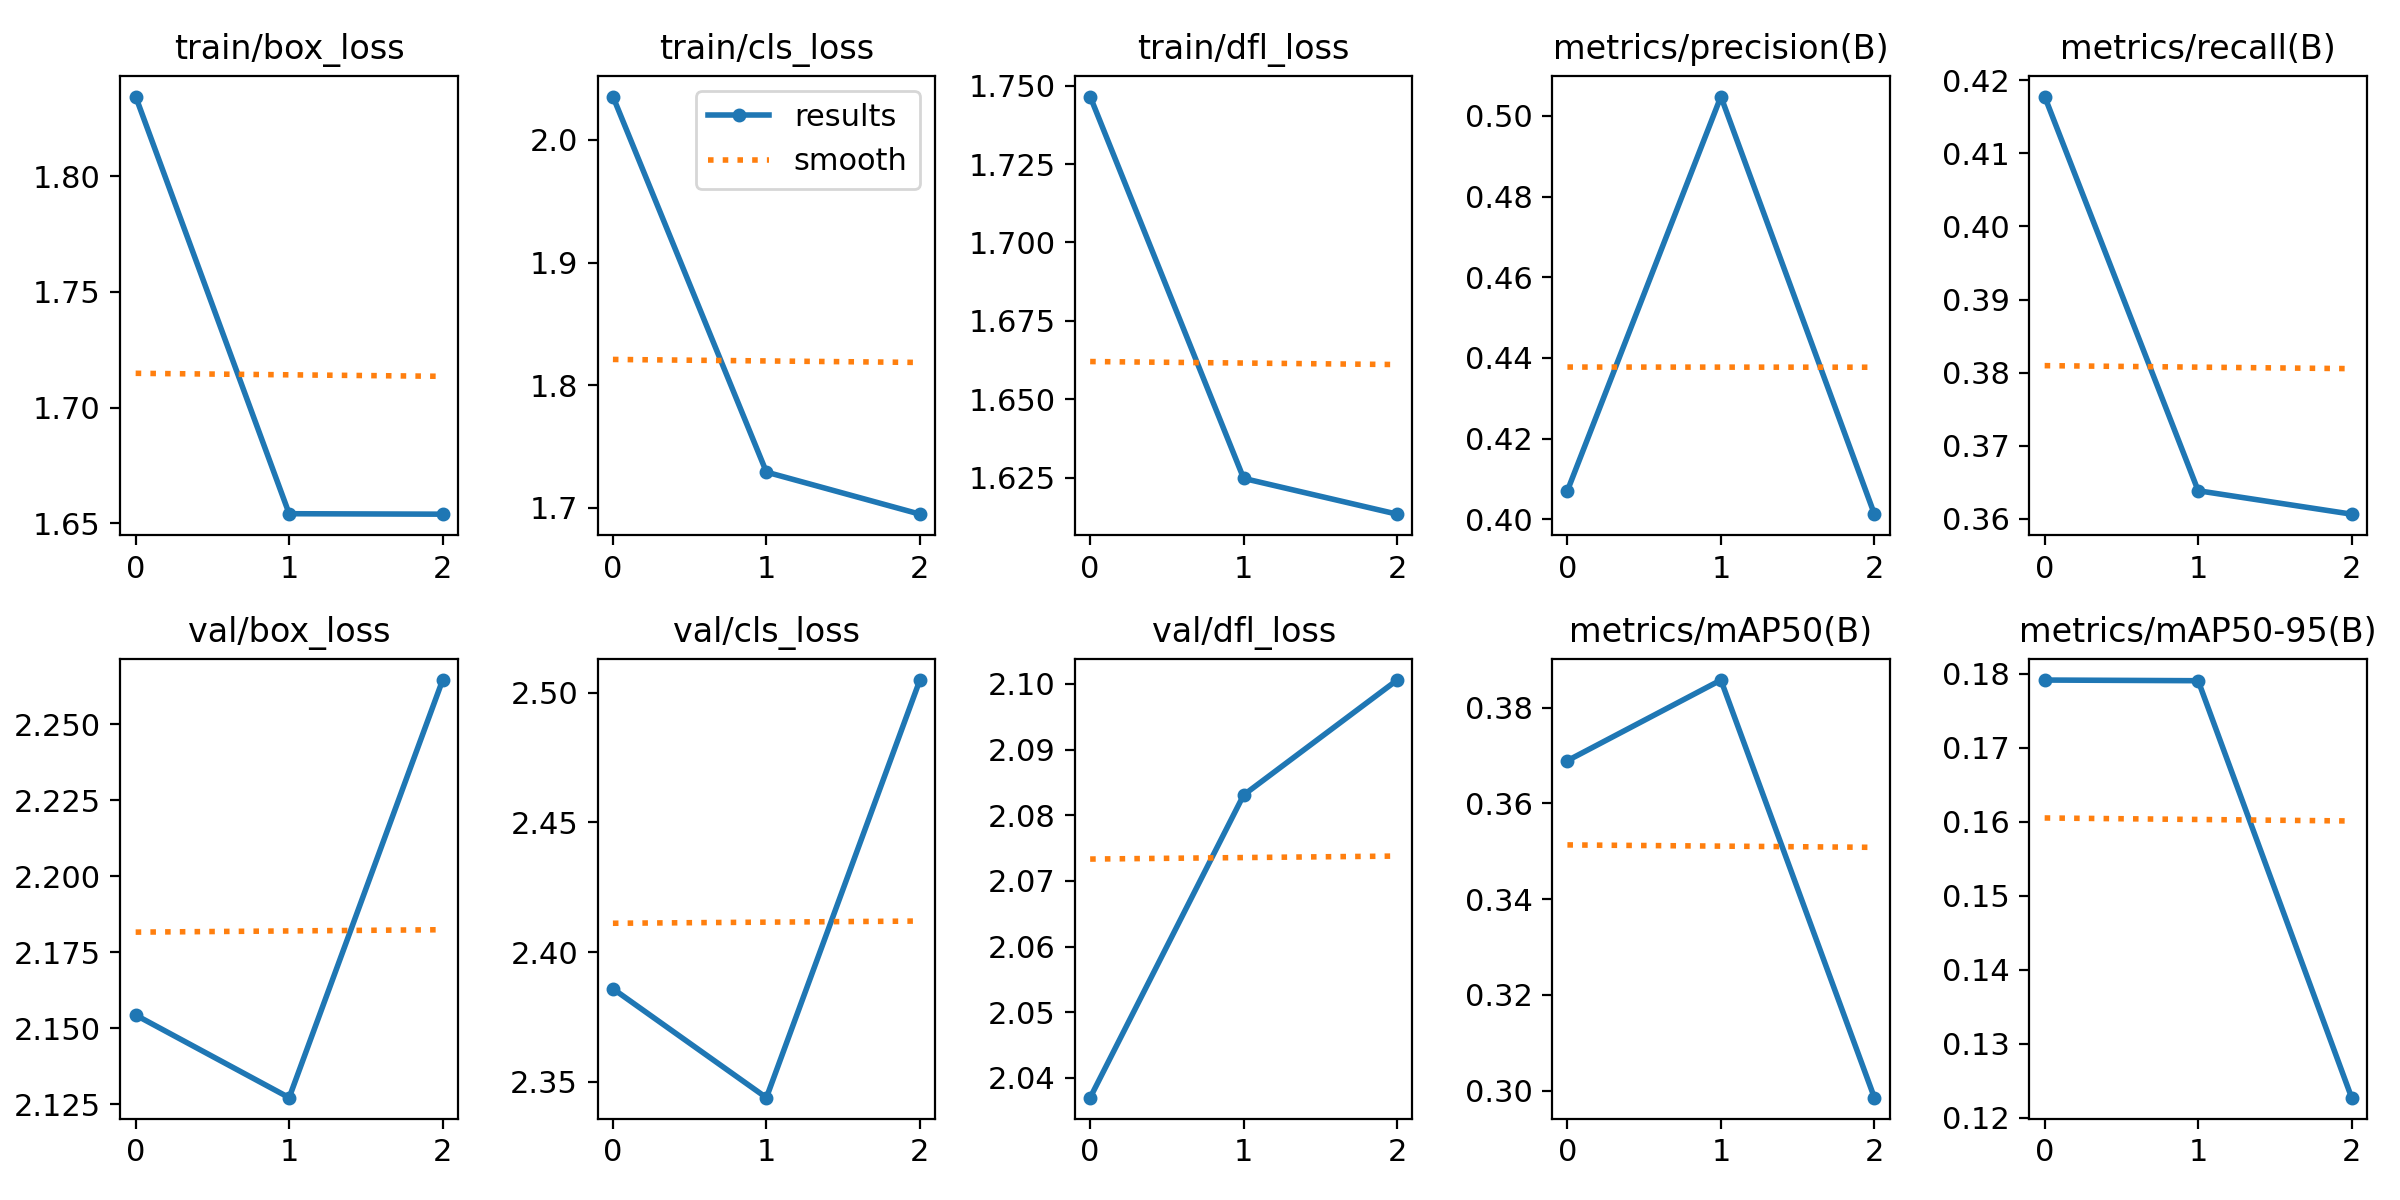 train/box_loss
1.80
1.75
1.70
1.65
0 1 2
train/cls_loss
results
smooth
2.0
1.9
1.8
1.7
0 1 2
train/dfl_loss
1.750
1.725
1.700
1.675
1.650
1.625
0 1 2
metrics/precision(B)
0.50
0.48
0.46
0.44
0.42
0.40
0 1 2
metrics/recall(B)
0.42
0.41
0.40
0.39
0.38
0.37
0.36
0 1 2
val/box_loss
2.250
2.225
2.200
2.175
2.150
2.125
0 1 2
val/cls_loss
2.50
2.45
2.40
2.35
0 1 2
val/dfl_loss
2.10
2.09
2.08
2.07
2.06
2.05
2.04
0 1 2
metrics/mAP50(B)
0.38
0.36
0.34
0.32
0.30
0 1 2
metrics/mAP50-95(B)
0.18
0.17
0.16
0.15
0.14
0.13
0.12
0 1 2